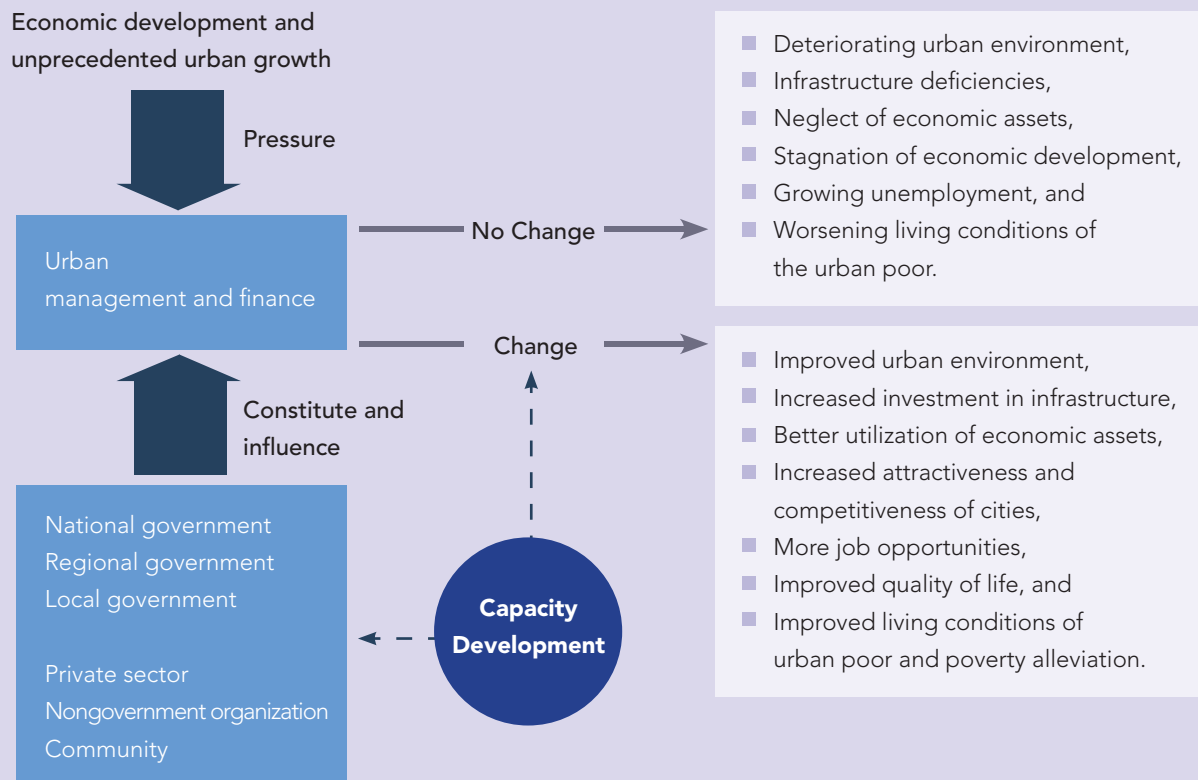 Economic development and
unprecedented urban growth
Pressure
Urban
management and finance
Constitute and
influence
National government
Regional government
Local government
Private sector
Nongovernment organization
Community
No Change
Change
Capacity
Development
Deteriorating urban environment,
Infrastructure deficiencies,
Neglect of economic assets,
Stagnation of economic development,
Growing unemployment, and
Worsening living conditions of
the urban poor.
Improved urban environment,
Increased investment in infrastructure,
Better utilization of economic assets,
Increased attractiveness and
competitiveness of cities,
More job opportunities,
Improved quality of life, and
Improved living conditions of
urban poor and poverty alleviation.